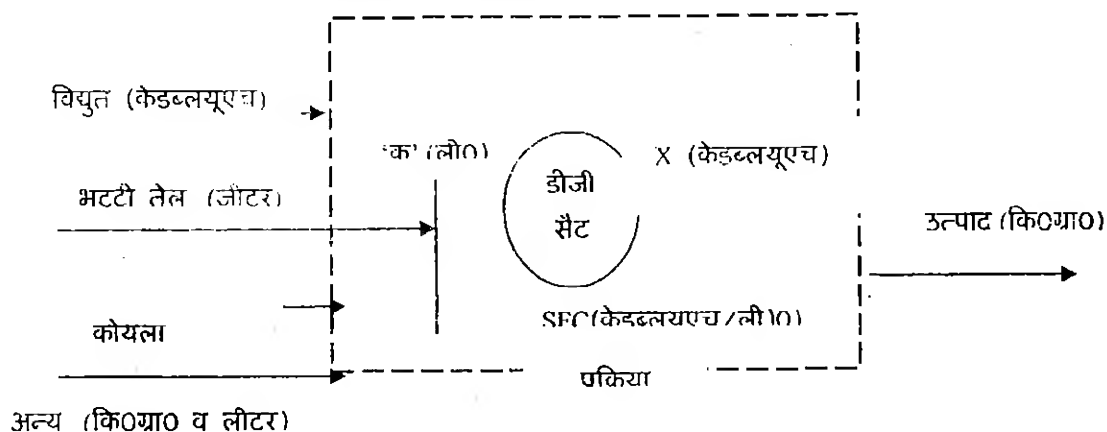 विद्युत (केडब्लयूएच)
'क' (ली0)
X (केडब्लयूएच)
डीजी
सैट
भटटी तेल (लीटर)
उत्पाद (कि0ग्रा0)
SFC(केडब्लयूएच/ली)0)
कोयला
प्रकिया
अन्य (कि0ग्रा0 व लीटर)